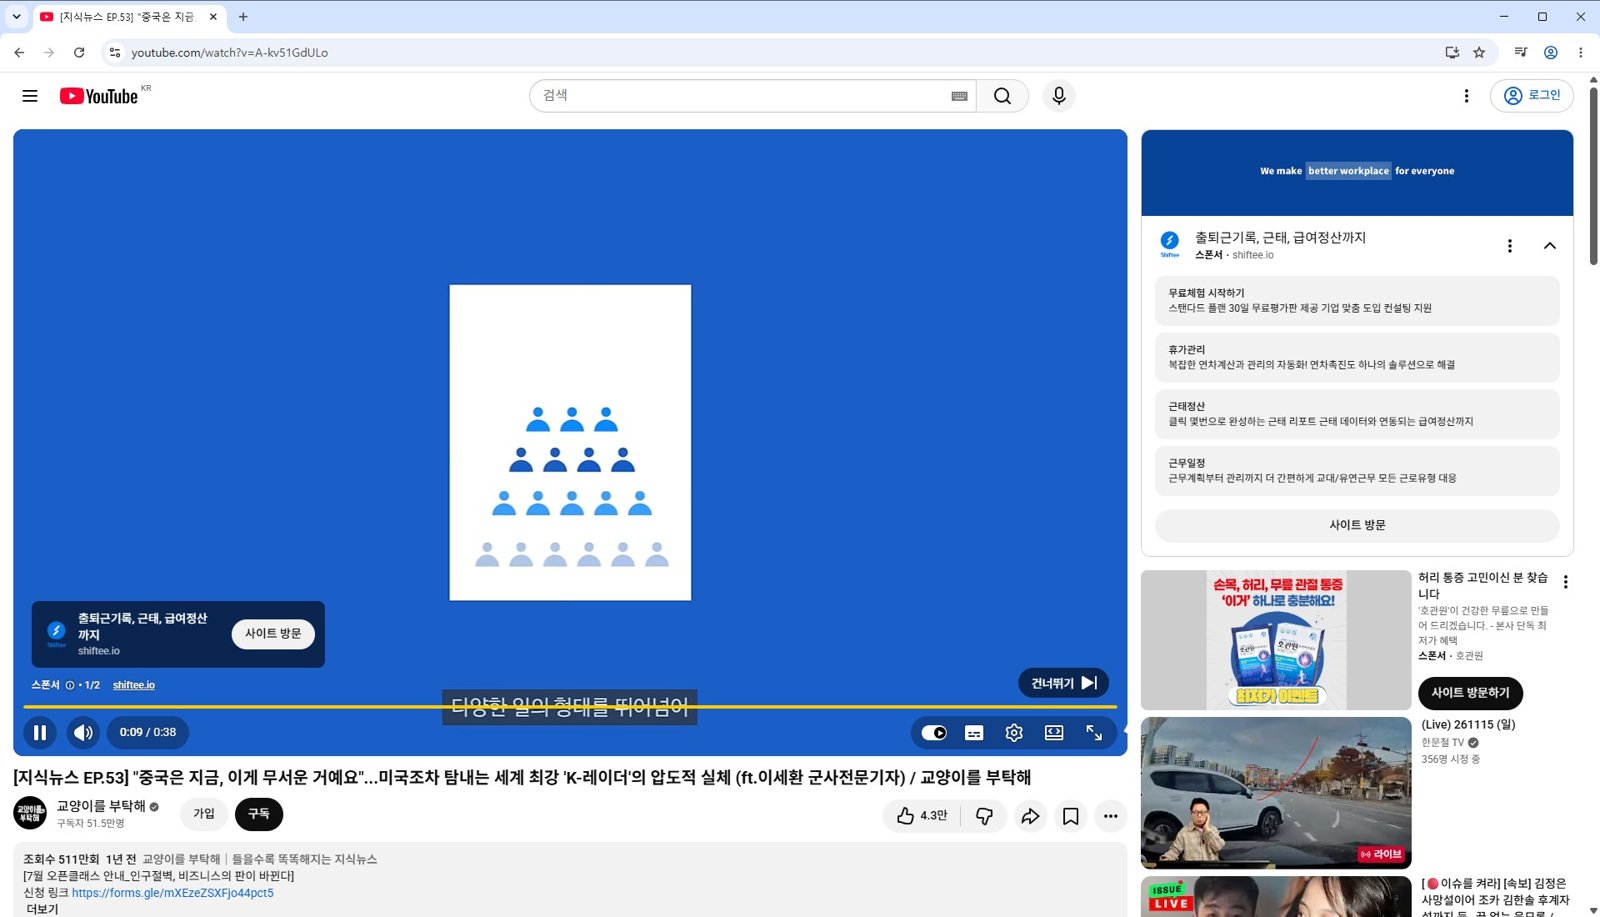 [지식뉴스 EP.53] "중국은 지금
youtube.com/watch?v=A-kv51GdULo
YouTube KR
검색
로그인
We make better workplace for everyone
출퇴근기록, 근태, 급여정산까지
스폰서 · shiftee.io
Shiftee
무료체험 시작하기
스탠다드 플랜 30일 무료평가판 제공 기업 맞춤 도입 컨설팅 지원
휴가관리
복잡한 연차계산과 관리의 자동화! 연차촉진도 하나의 솔루션으로 해결
근태정산
클릭 몇번으로 완성하는 근태 리포트 근태 데이터와 연동되는 급여정산까지
근무일정
근무계획부터 관리까지 더 간편하게 교대/유연근무 모든 근로유형 대응
사이트 방문
출퇴근기록, 근태, 급여정산
까지
shiftee.io
Shiftee
사이트 방문
스폰서 · 1/2 shiftee.io
건너뛰기
다양한 일의 형태를 뛰어넘어
0:09 / 0:38
[지식뉴스 EP.53] "중국은 지금, 이게 무서운 거예요"...미국조차 탐내는 세계 최강 'K-레이더'의 압도적 실체 (ft.이세환 군사전문기자) / 교양이를 부탁해
교양이를 부탁해
교양이를 부탁해
구독자 51.5만명
가입
구독
4.3만
조회수 511만회 1년 전 교양이를 부탁해｜들을수록 똑똑해지는 지식뉴스
[7월 오픈클래스 안내_인구절벽, 비즈니스의 판이 바뀐다]
신청 링크 https://forms.gle/mXEzeZSXFjo44pct5
더보기
손목, 허리, 무릎 관절 통증
'이거' 하나로 충분해요!
호관원
호관원
최저가 이벤트
허리 통증 고민이신 분 찾습
니다
'호관원'이 건강한 무릎으로 만들
어 드리겠습니다. - 본사 단독 최
저가 혜택
스폰서 · 호관원
사이트 방문하기
라이브
(Live) 261115 (일)
한문철 TV
356명 시청 중
ISSUE
LIVE
[🔴이슈를 켜라] [속보] 김정은
사망설이어 조카 김한솔 후계자